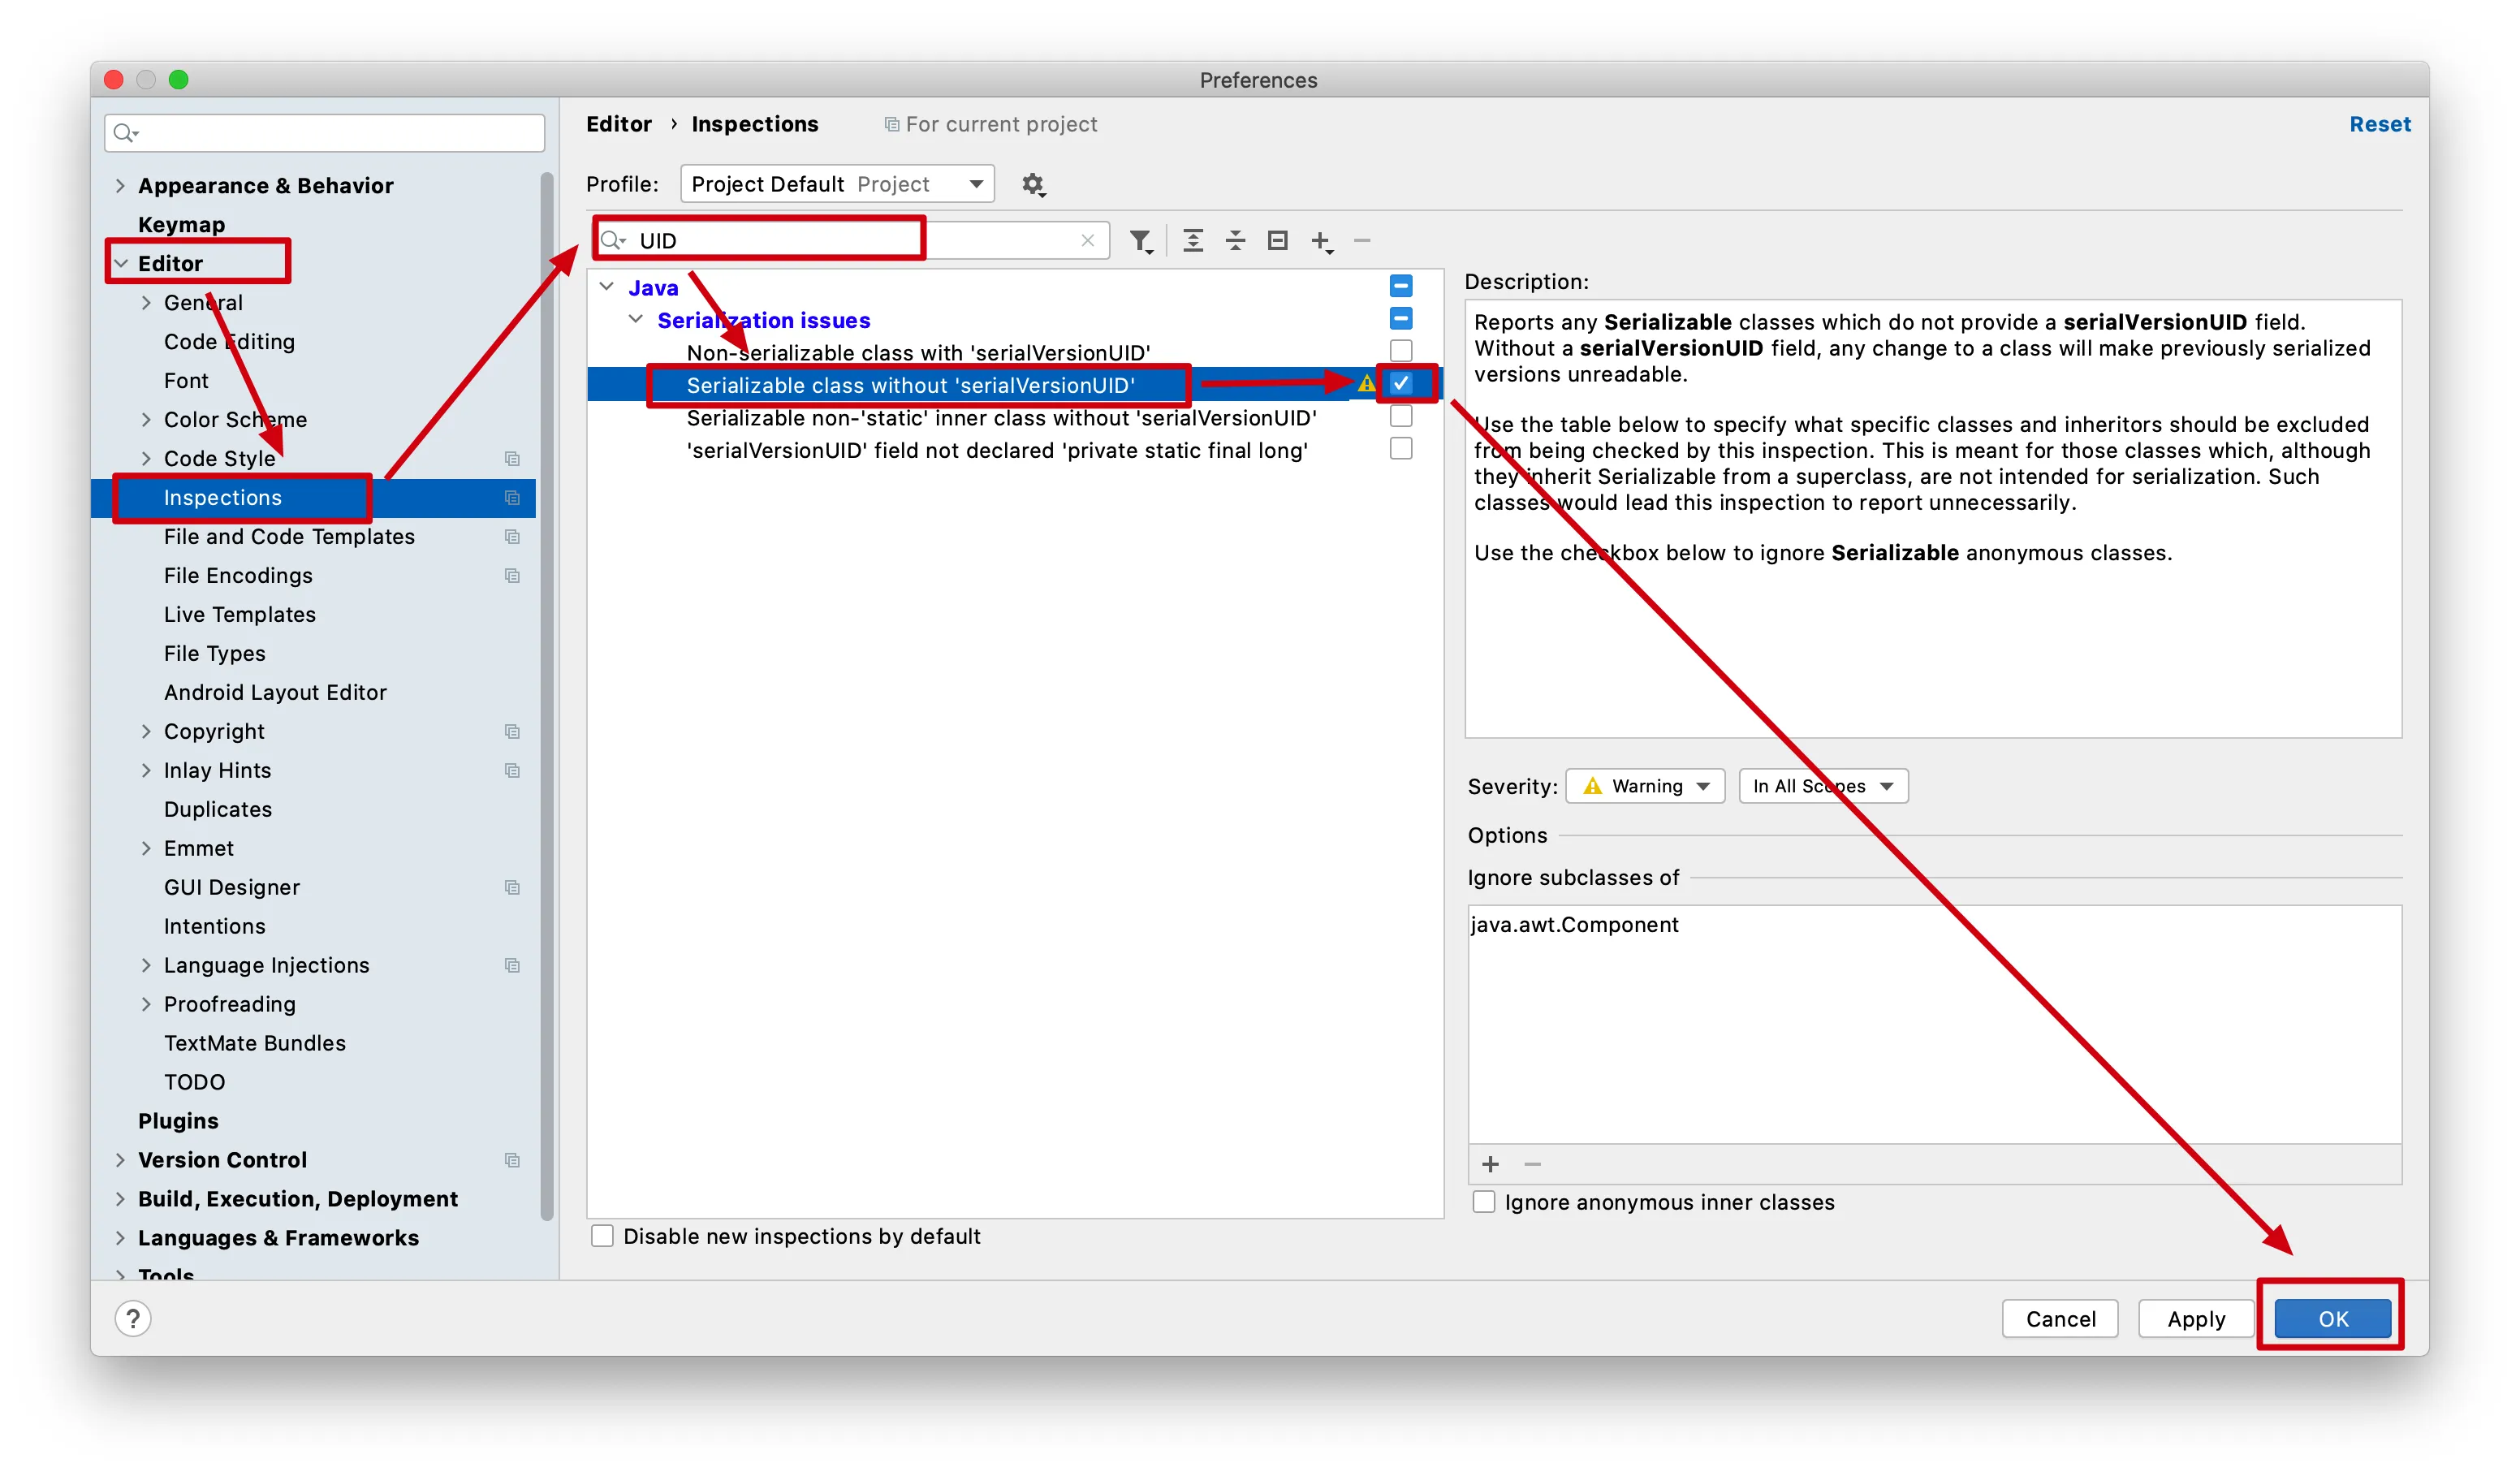 Preferences
Appearance & Behavior
Keymap
Editor
General
Code Editing
Font
Color Scheme
Code Style
Inspections
File and Code Templates
File Encodings
Live Templates
File Types
Android Layout Editor
Copyright
Inlay Hints
Duplicates
Emmet
GUI Designer
Intentions
Language Injections
Proofreading
TextMate Bundles
TODO
Plugins
Version Control
Build, Execution, Deployment
Languages & Frameworks
Tools
Editor › Inspections For current project Reset
Profile: Project Default Project
UID
Java
Serialization issues
Non-serializable class with 'serialVersionUID'
Serializable class without 'serialVersionUID'
Serializable non-'static' inner class without 'serialVersionUID'
'serialVersionUID' field not declared 'private static final long'
Disable new inspections by default
Description:
Reports any Serializable classes which do not provide a serialVersionUID field.
Without a serialVersionUID field, any change to a class will make previously serialized
versions unreadable.
Use the table below to specify what specific classes and inheritors should be excluded
from being checked by this inspection. This is meant for those classes which, although
they inherit Serializable from a superclass, are not intended for serialization. Such
classes would lead this inspection to report unnecessarily.
Use the checkbox below to ignore Serializable anonymous classes.
Severity: Warning In All Scopes
Options
Ignore subclasses of
java.awt.Component
Ignore anonymous inner classes
? Cancel Apply OK